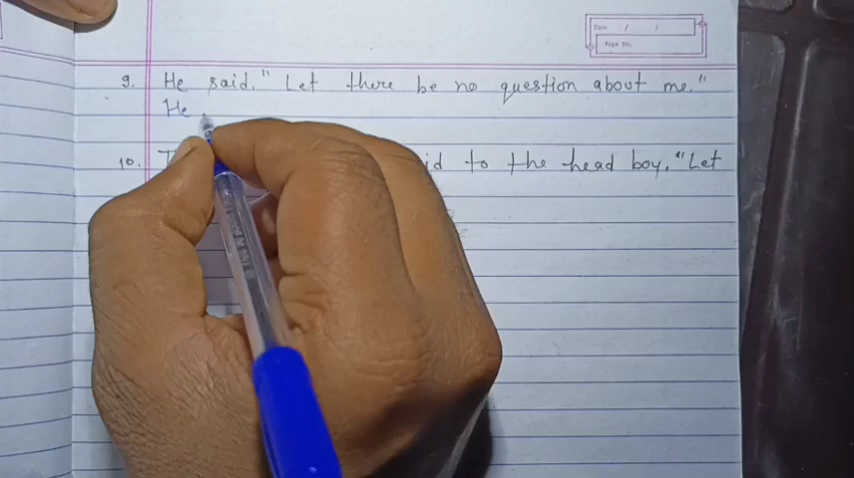 Date / /
Page No.
9. He said." Let there be no question about me."
He
10. to the head boy, "Let